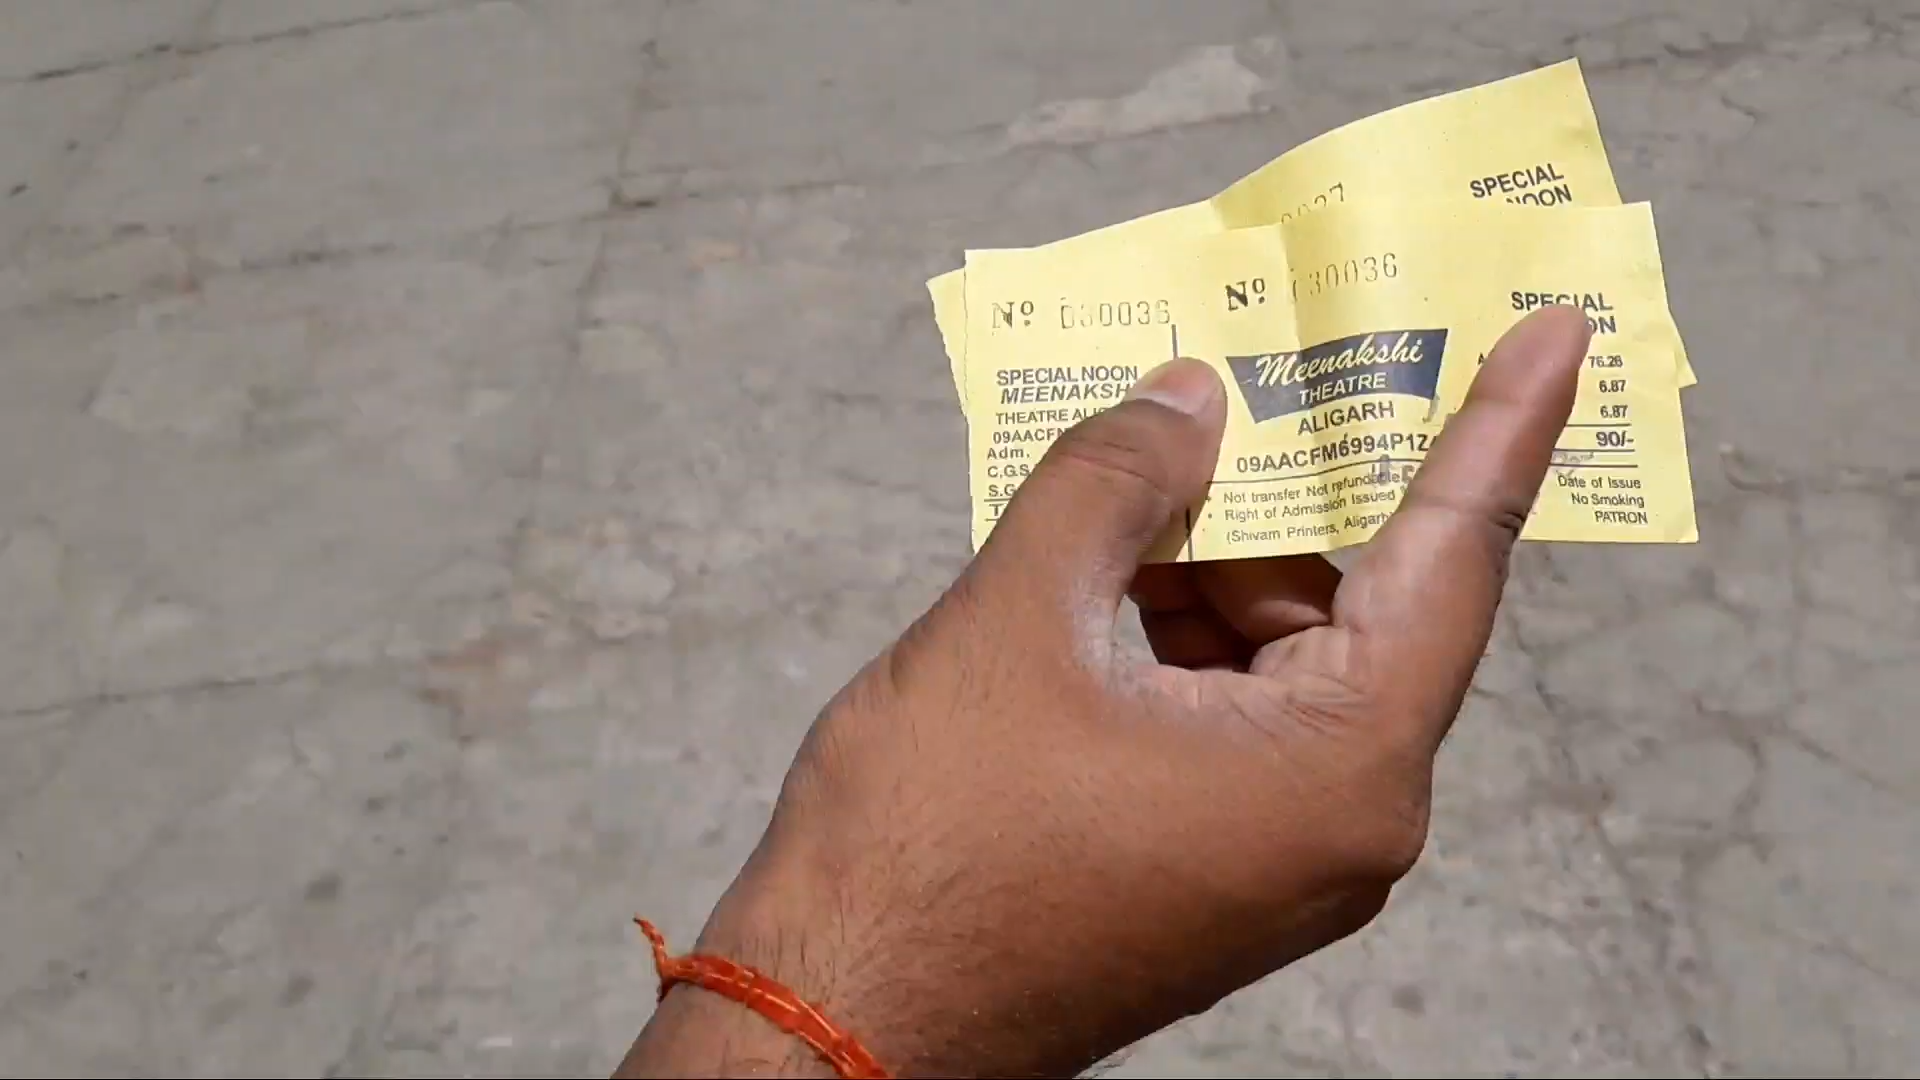 SPECIAL
NOON
Nº 030036
SPECIAL NOON
MEENAKSH
THEATRE ALI
09AACF
Adm.
C.G.S
S.G
T
Nº 030036
Meenakshi
THEATRE
ALIGARH
09AACFM6994P1Z
Not transfer Not refundable
Right of Admission Issued
(Shivam Printers, Aligarh)
SPECIAL
ON
76.26
6.87
6.87
90/-
Date of Issue
No Smoking
PATRON